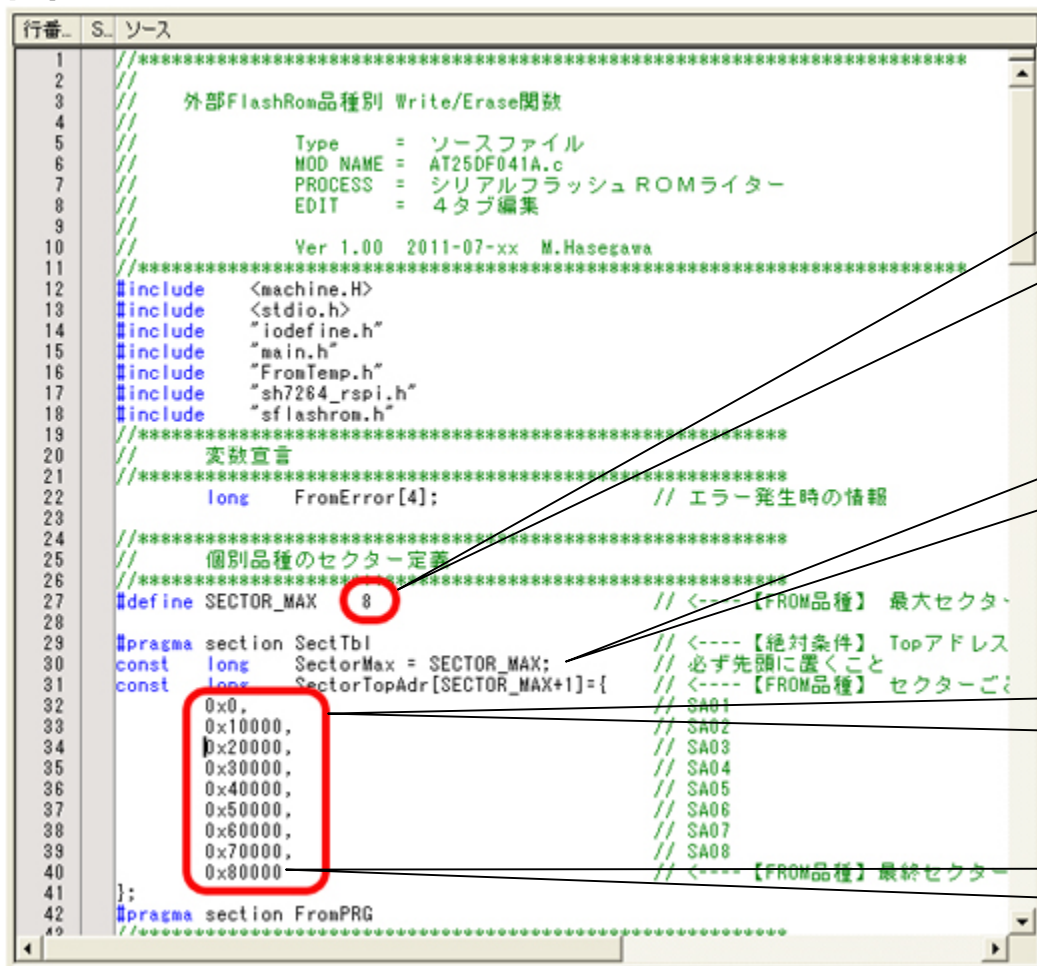 行番... S... ソース
1 //*************************************************************************
2 //
3 // 外部FlashRom品種別 Write/Erase関数
4 //
5 // Type = ソースファイル
6 // MOD NAME = AT25DF041A.c
7 // PROCESS = シリアルフラッシュROMライター
8 // EDIT = 4タブ編集
9 //
10 // Ver 1.00 2011-07-xx M.Hasegawa
11 //*************************************************************************
12 #include <machine.H>
13 #include <stdio.h>
14 #include "iodefine.h"
15 #include "main.h"
16 #include "FromTemp.h"
17 #include "sh7264_rspi.h"
18 #include "sflashrom.h"
19 //*********************************************************
20 // 変数宣言
21 //*********************************************************
22 long FromError[4]; // エラー発生時の情報
23
24 //*********************************************************
25 // 個別品種のセクター定義
26 //*********************************************************
27 #define SECTOR_MAX 8 // <----【FROM品種】 最大セクター
28
29 #pragma section SectTbl // <----【絶対条件】 Topアドレス
30 const long SectorMax = SECTOR_MAX; // 必ず先頭に置くこと
31 const long SectorTopAdr[SECTOR_MAX+1]={ // <----【FROM品種】 セクターごと
32 0x0, // SA01
33 0x10000, // SA02
34 0x20000, // SA03
35 0x30000, // SA04
36 0x40000, // SA05
37 0x50000, // SA06
38 0x60000, // SA07
39 0x70000, // SA08
40 0x80000 // <----【FROM品種】最終セクター
41 };
42 #pragma section FromPRG
43 //*********************************************************